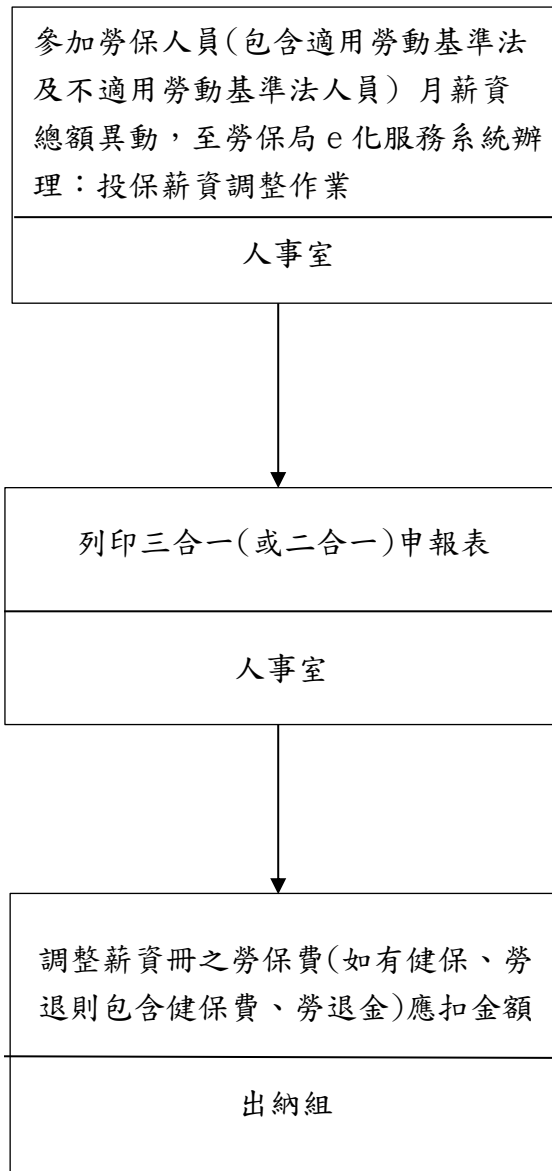 參加勞保人員(包含適用勞動基準法
及不適用勞動基準法人員) 月薪資
總額異動，至勞保局 e 化服務系統辦
理：投保薪資調整作業
人事室
列印三合一(或二合一)申報表
人事室
調整薪資冊之勞保費(如有健保、勞
退則包含健保費、勞退金)應扣金額
出納組